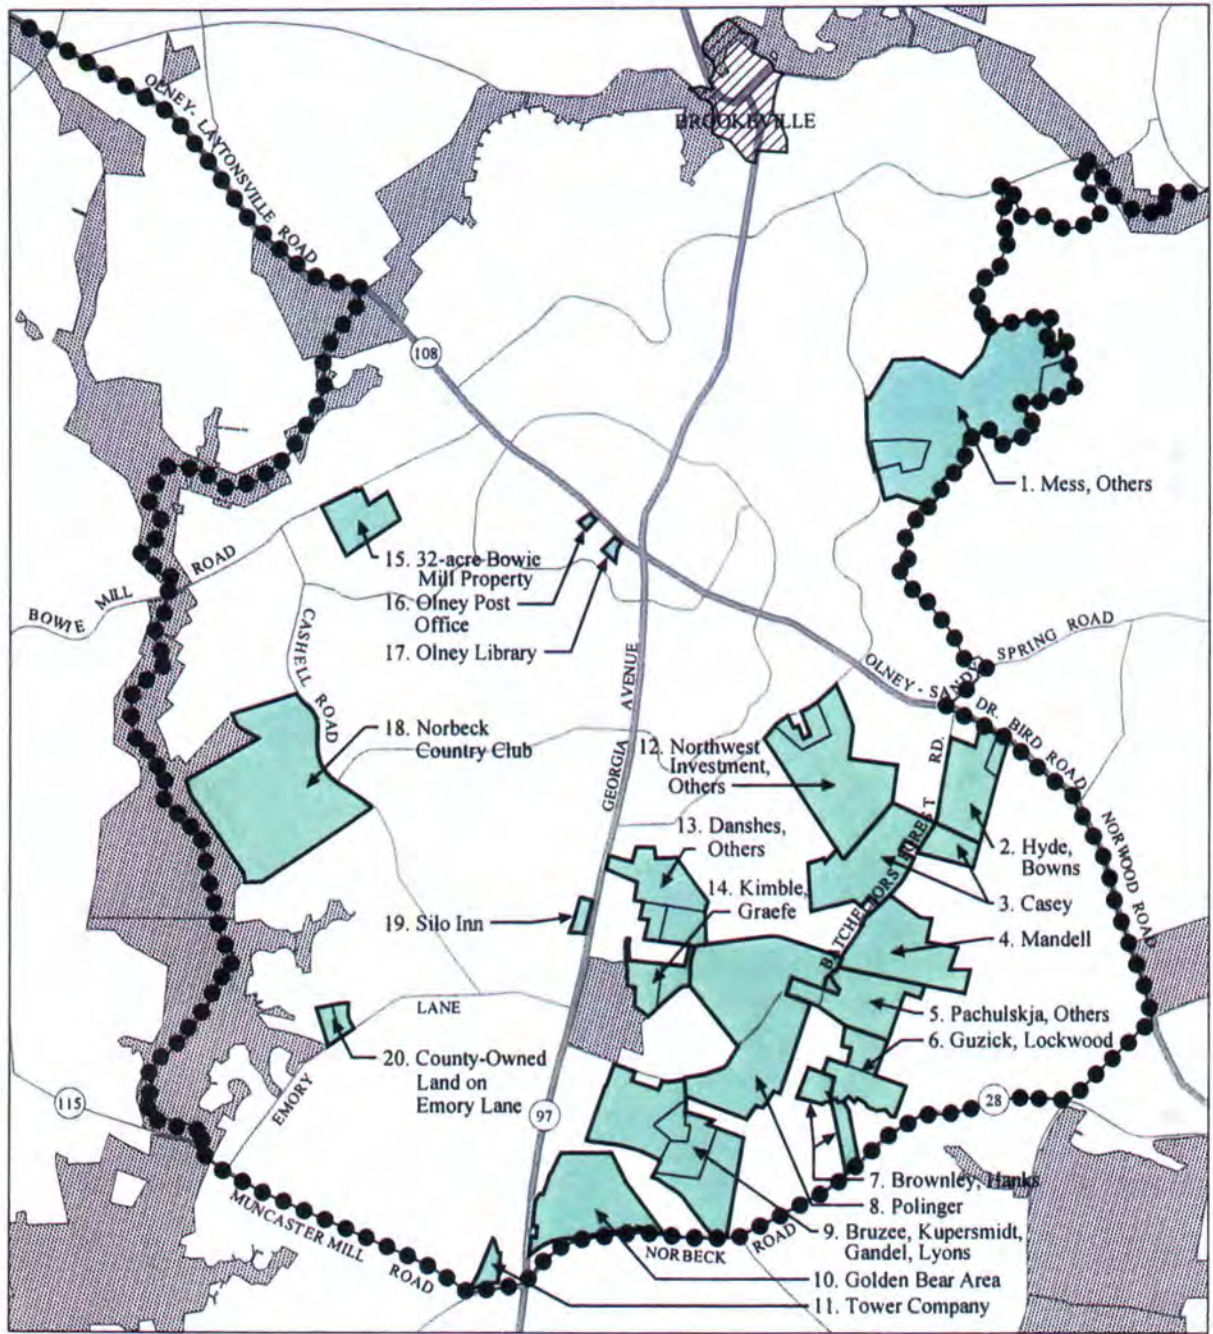 BROOKEVILLE
OLNEY-LAYTONSVILLE ROAD
108
1. Mess, Others
15. 32-acre Bowie
Mill Property
16. Olney Post
Office
17. Olney Library
BOWIE MILL ROAD
CASHELL ROAD
GEORGIA AVENUE
OLNEY - SANDY SPRING ROAD
DR. BIRD ROAD
NORWOOD ROAD
BATCHELLORS FOREST RD.
18. Norbeck
Country Club
12. Northwest
Investment,
Others
13. Danshes,
Others
14. Kimble,
Graefe
2. Hyde,
Bowns
3. Casey
19. Silo Inn
4. Mandell
5. Pachulskja, Others
6. Guzick, Lockwood
EMORY LANE
20. County-Owned
Land on
Emory Lane
115
97
28
7. Brownley, Hanks
8. Polinger
9. Bruzee, Kupersmidt,
Gandel, Lyons
10. Golden Bear Area
11. Tower Company
MUNCASTER MILL ROAD
NORBECK ROAD